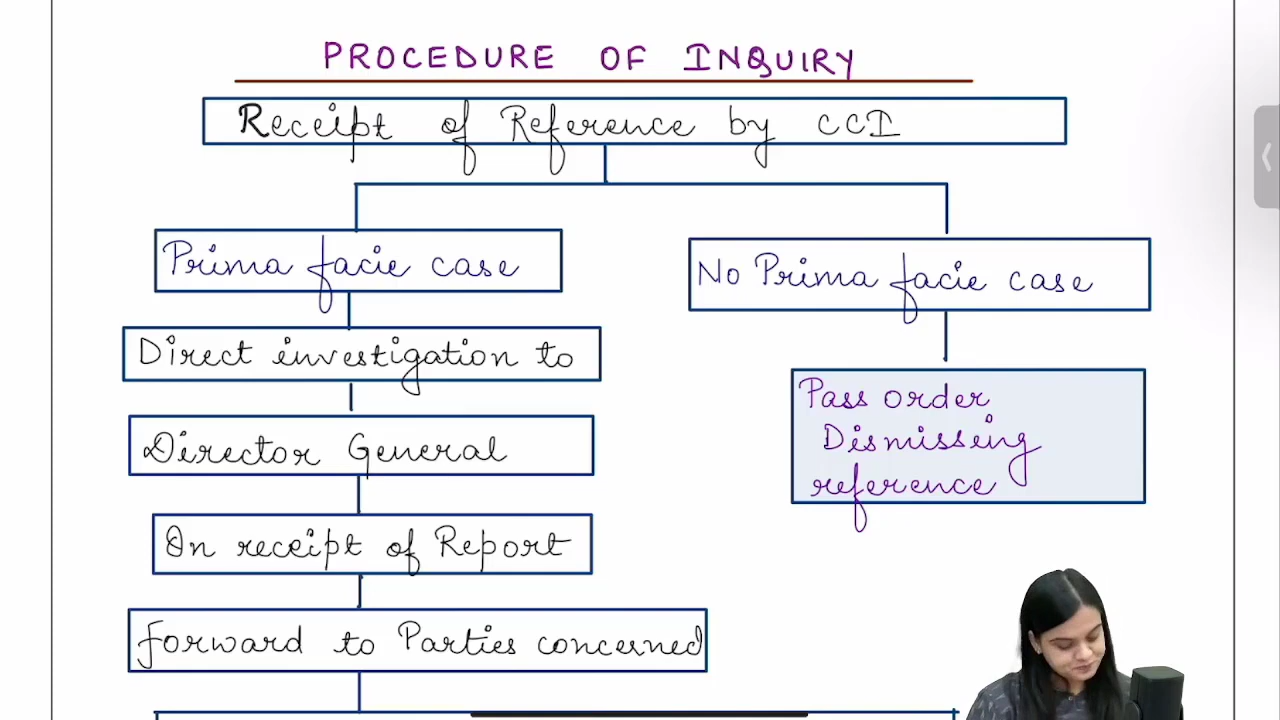 PROCEDURE OF INQUIRY
Receipt of Reference by CCI
Prima facie case
No Prima facie case
Direct investigation to
Pass order
Dismisseing
reference
Director General
On receipt of Report
forward to Parties concerned